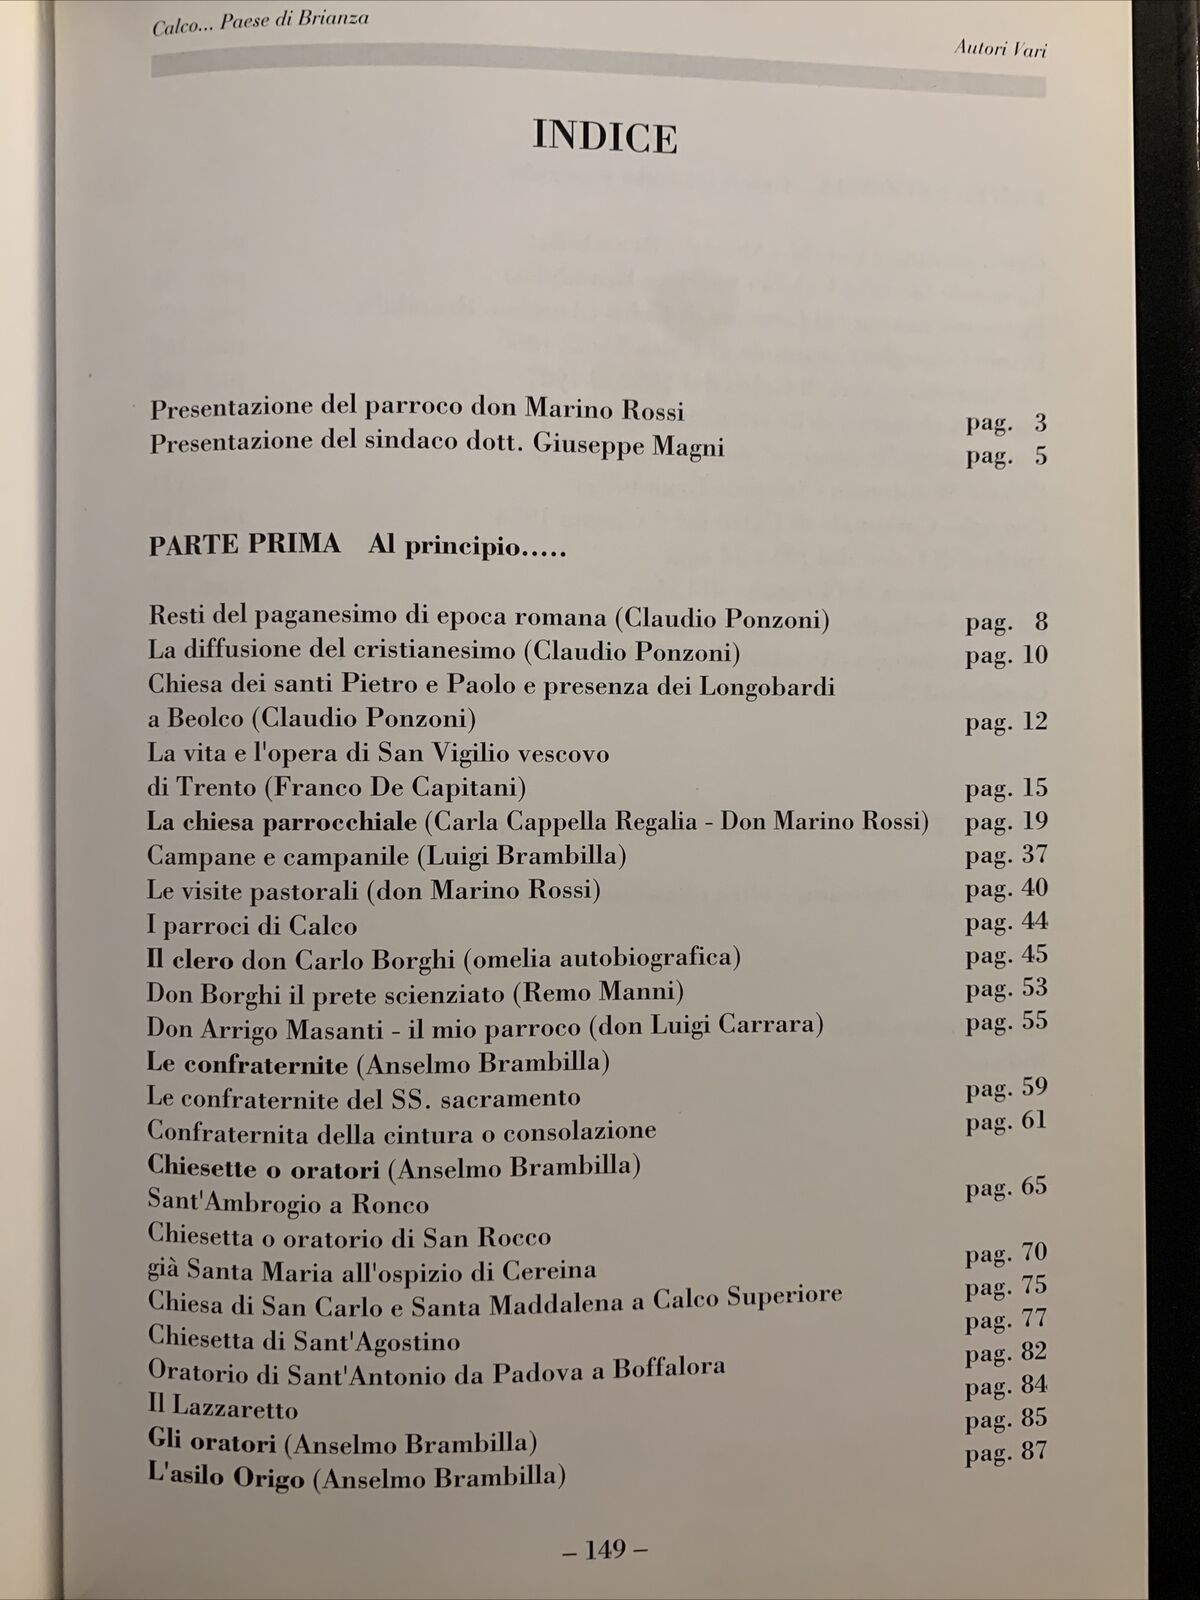 Calco... Paese di Brianza
Autori Vari
INDICE
Presentazione del parroco don Marino Rossi pag. 3
Presentazione del sindaco dott. Giuseppe Magni pag. 5
PARTE PRIMA Al principio.....
Resti del paganesimo di epoca romana (Claudio Ponzoni) pag. 8
La diffusione del cristianesimo (Claudio Ponzoni) pag. 10
Chiesa dei santi Pietro e Paolo e presenza dei Longobardi
a Beolco (Claudio Ponzoni) pag. 12
La vita e l'opera di San Vigilio vescovo
di Trento (Franco De Capitani) pag. 15
La chiesa parrocchiale (Carla Cappella Regalia - Don Marino Rossi) pag. 19
Campane e campanile (Luigi Brambilla) pag. 37
Le visite pastorali (don Marino Rossi) pag. 40
I parroci di Calco pag. 44
Il clero don Carlo Borghi (omelia autobiografica) pag. 45
Don Borghi il prete scienziato (Remo Manni) pag. 53
Don Arrigo Masanti - il mio parroco (don Luigi Carrara) pag. 55
Le confraternite (Anselmo Brambilla)
Le confraternite del SS. sacramento pag. 59
Confraternita della cintura o consolazione pag. 61
Chiesette o oratori (Anselmo Brambilla)
Sant'Ambrogio a Ronco pag. 65
Chiesetta o oratorio di San Rocco
già Santa Maria all'ospizio di Cereina pag. 70
Chiesa di San Carlo e Santa Maddalena a Calco Superiore pag. 75
Chiesetta di Sant'Agostino pag. 77
Oratorio di Sant'Antonio da Padova a Boffalora pag. 82
Il Lazzaretto pag. 84
Gli oratori (Anselmo Brambilla) pag. 85
L'asilo Origo (Anselmo Brambilla) pag. 87
– 149 –